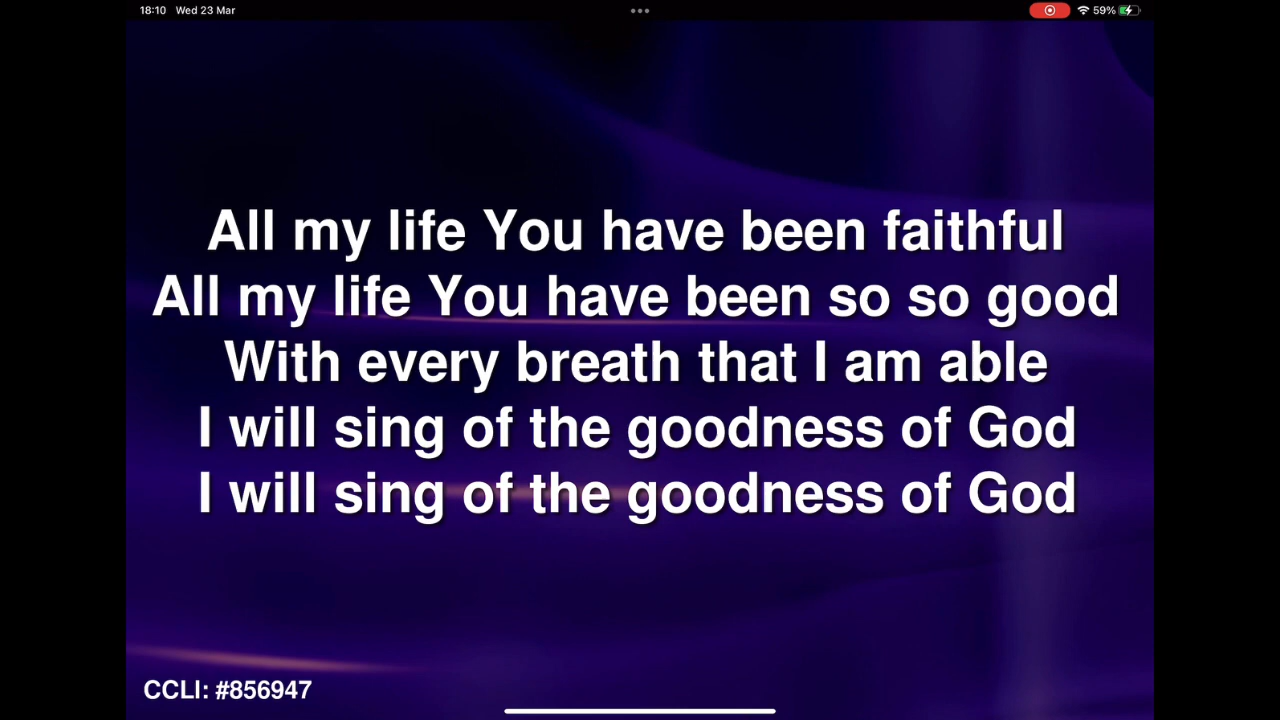 18:10 Wed 23 Mar
59%
All my life You have been faithful
All my life You have been so so good
With every breath that I am able
I will sing of the goodness of God
I will sing of the goodness of God
CCLI: #856947